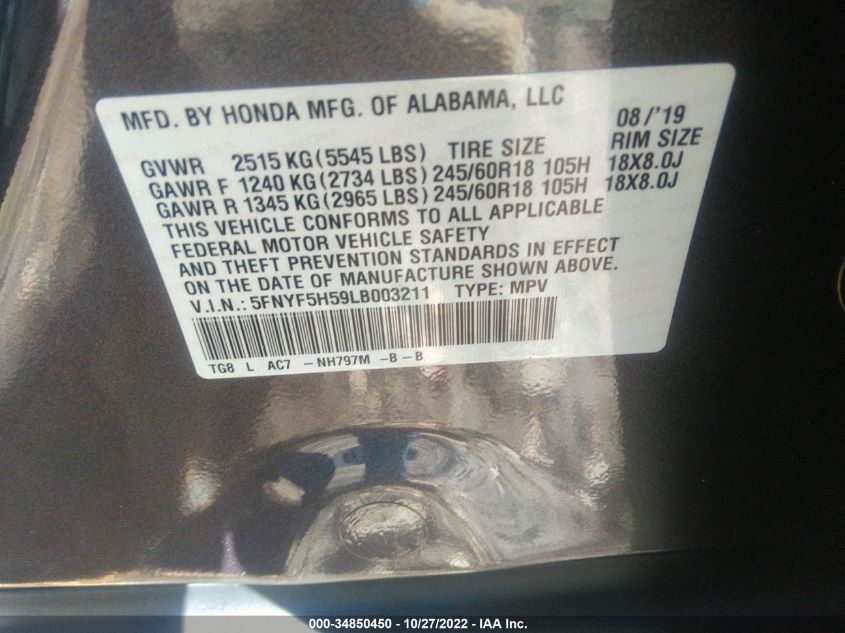 MFD. BY HONDA MFG. OF ALABAMA, LLC 08/'19
GVWR 2515 KG (5545 LBS) TIRE SIZE RIM SIZE
GAWR F 1240 KG (2734 LBS) 245/60R18 105H 18X8.0J
GAWR R 1345 KG (2965 LBS) 245/60R18 105H 18X8.0J
THIS VEHICLE CONFORMS TO ALL APPLICABLE
FEDERAL MOTOR VEHICLE SAFETY
AND THEFT PREVENTION STANDARDS IN EFFECT
ON THE DATE OF MANUFACTURE SHOWN ABOVE.
V.I.N.: 5FNYF5H59LB003211 TYPE: MPV
TG8 L AC7 -NH797M -B-B
000-34850450 - 10/27/2022 - IAA Inc.